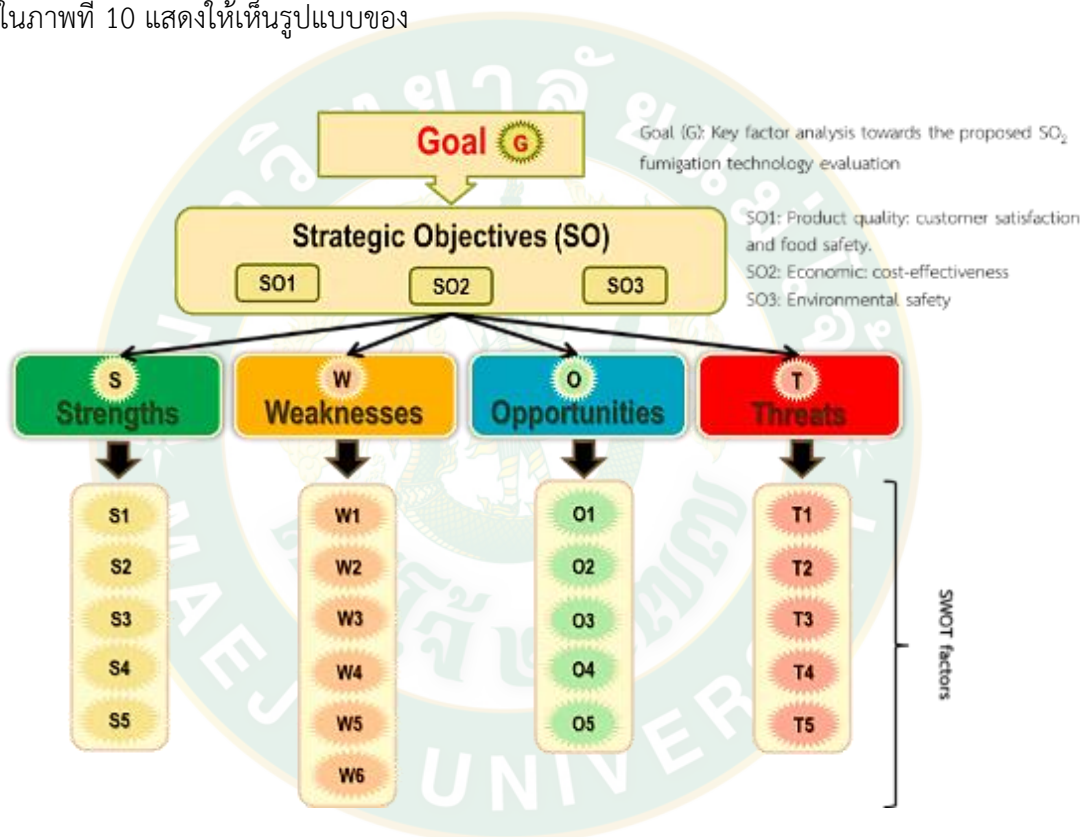 ในภาพที่ 10 แสดงให้เห็นรูปแบบของ
Goal G
Goal (G): Key factor analysis towards the proposed SO₂
fumigation technology evaluation
Strategic Objectives (SO)
SO1 SO2 SO3
SO1: Product quality: customer satisfaction
and food safety.
SO2: Economic: cost-effectiveness
SO3: Environmental safety
S
Strengths
W
Weaknesses
O
Opportunities
T
Threats
S1
S2
S3
S4
S5
W1
W2
W3
W4
W5
W6
O1
O2
O3
O4
O5
T1
T2
T3
T4
T5
SWOT factors
UNIVER